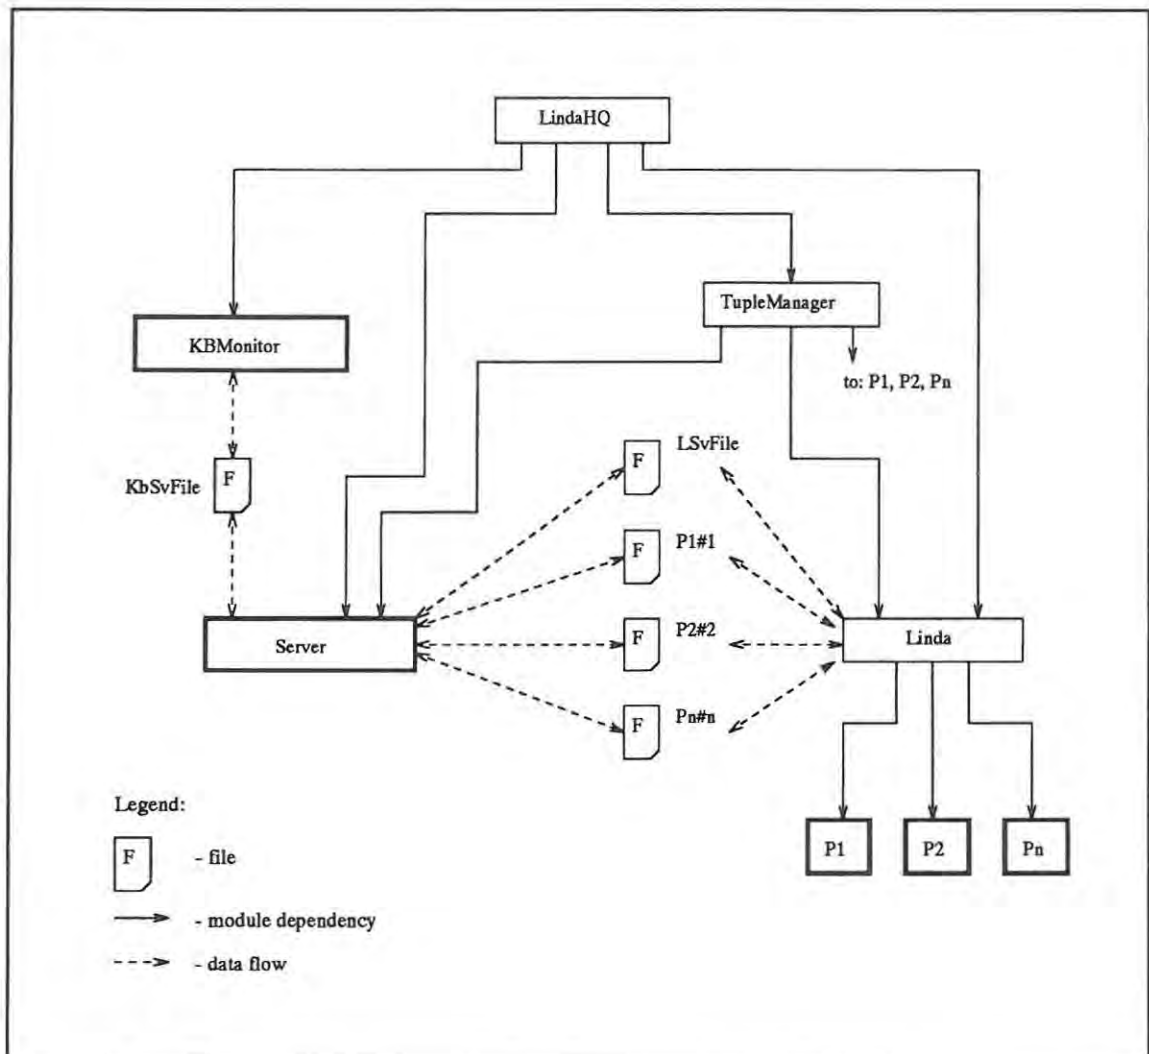 LindaHQ
TupleManager
KBMonitor
to: P1, P2, Pn
LSvFile
F
KbSvFile
F
P1#1
F
P2#2
F
Server
Linda
Pn#n
F
Legend:
P1
P2
Pn
F
- file
- module dependency
- data flow